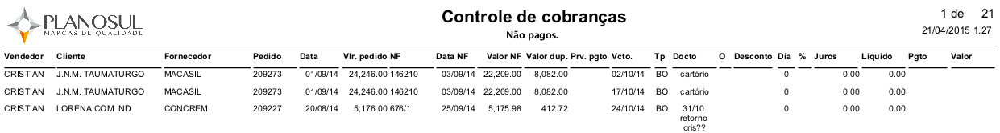 PLANOSUL
MARCAS DE QUALIDADE
Controle de cobranças
Não pagos.
1 de 21
21/04/2015 1.27
Vendedor Cliente Fornecedor Pedido Data Vlr. pedido NF Data NF Valor NF Valor dup. Prv. pgto Vcto. Tp Docto O Desconto Dia % Juros Líquido Pgto Valor
CRISTIAN J.N.M. TAUMATURGO MACASIL 209273 01/09/14 24,246.00 146210 03/09/14 22,209.00 8,082.00 02/10/14 BO cartório 0 0.00 0.00
CRISTIAN J.N.M. TAUMATURGO MACASIL 209273 01/09/14 24,246.00 146210 03/09/14 22,209.00 8,082.00 17/10/14 BO cartório 0 0.00 0.00
CRISTIAN LORENA COM IND CONCREM 209227 20/08/14 5,176.00 676/1 25/09/14 5,175.98 412.72 24/10/14 BO 31/10 0 0.00 0.00
retorno
cris??